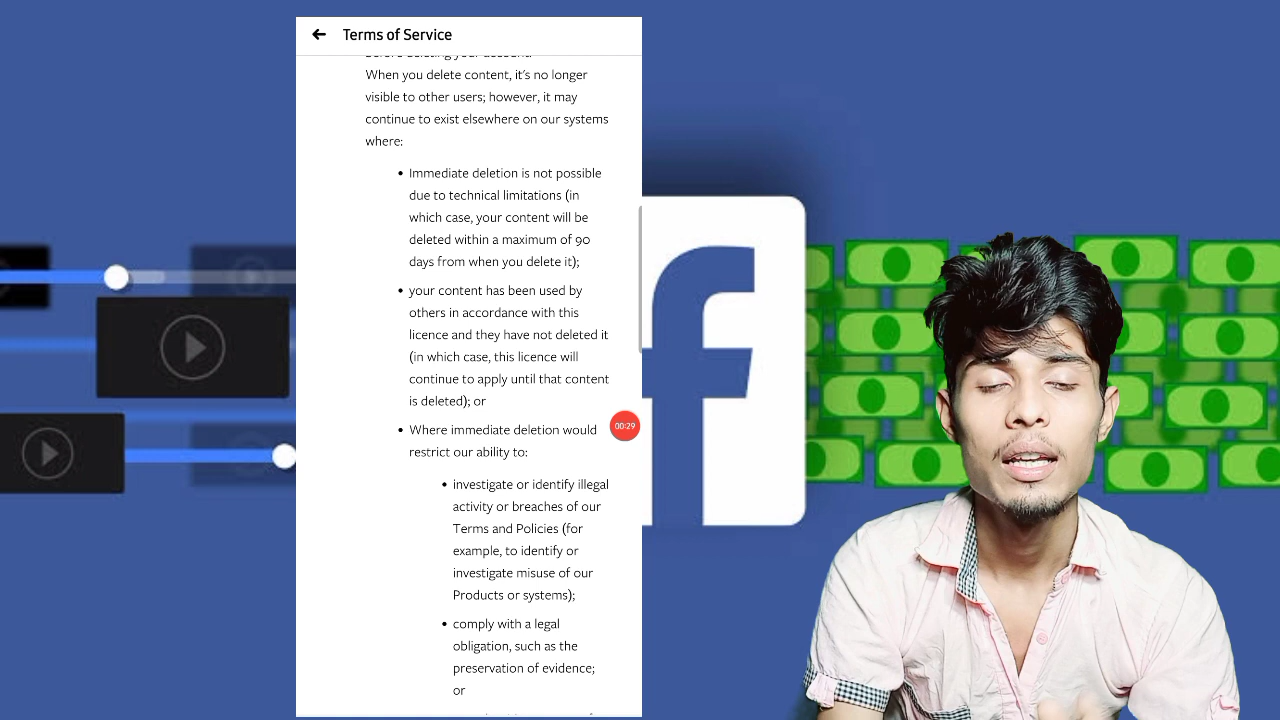 Terms of Service
When you delete content, it's no longer
visible to other users; however, it may
continue to exist elsewhere on our systems
where:
• Immediate deletion is not possible
due to technical limitations (in
which case, your content will be
deleted within a maximum of 90
days from when you delete it);
• your content has been used by
others in accordance with this
licence and they have not deleted it
(in which case, this licence will
continue to apply until that content
is deleted); or
00:29
• Where immediate deletion would
restrict our ability to:
• investigate or identify illegal
activity or breaches of our
Terms and Policies (for
example, to identify or
investigate misuse of our
Products or systems);
• comply with a legal
obligation, such as the
preservation of evidence;
or